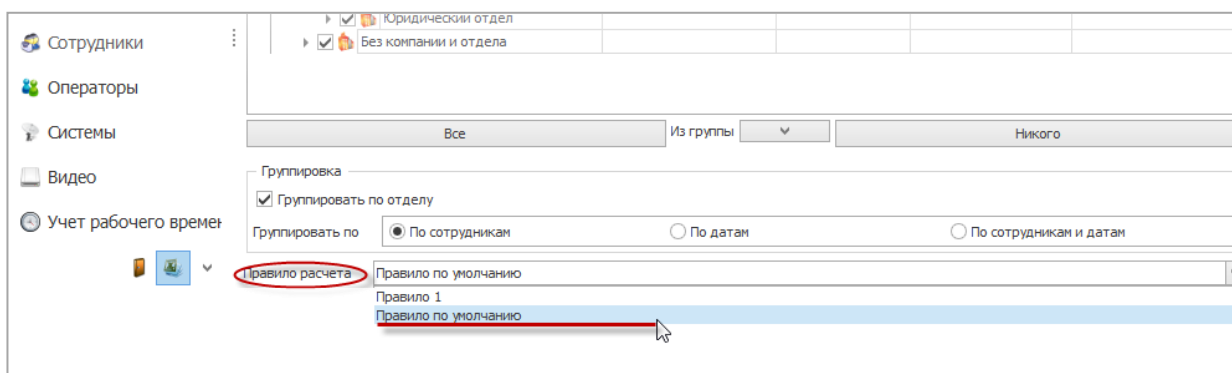 Юридический отдел
Сотрудники
Без компании и отдела
Операторы
Системы
Все Из группы Никого
Видео
Группировка
Группировать по отделу
Учет рабочего времен
Группировать по По сотрудникам По датам По сотрудникам и датам
Правило расчета Правило по умолчанию
Правило 1
Правило по умолчанию